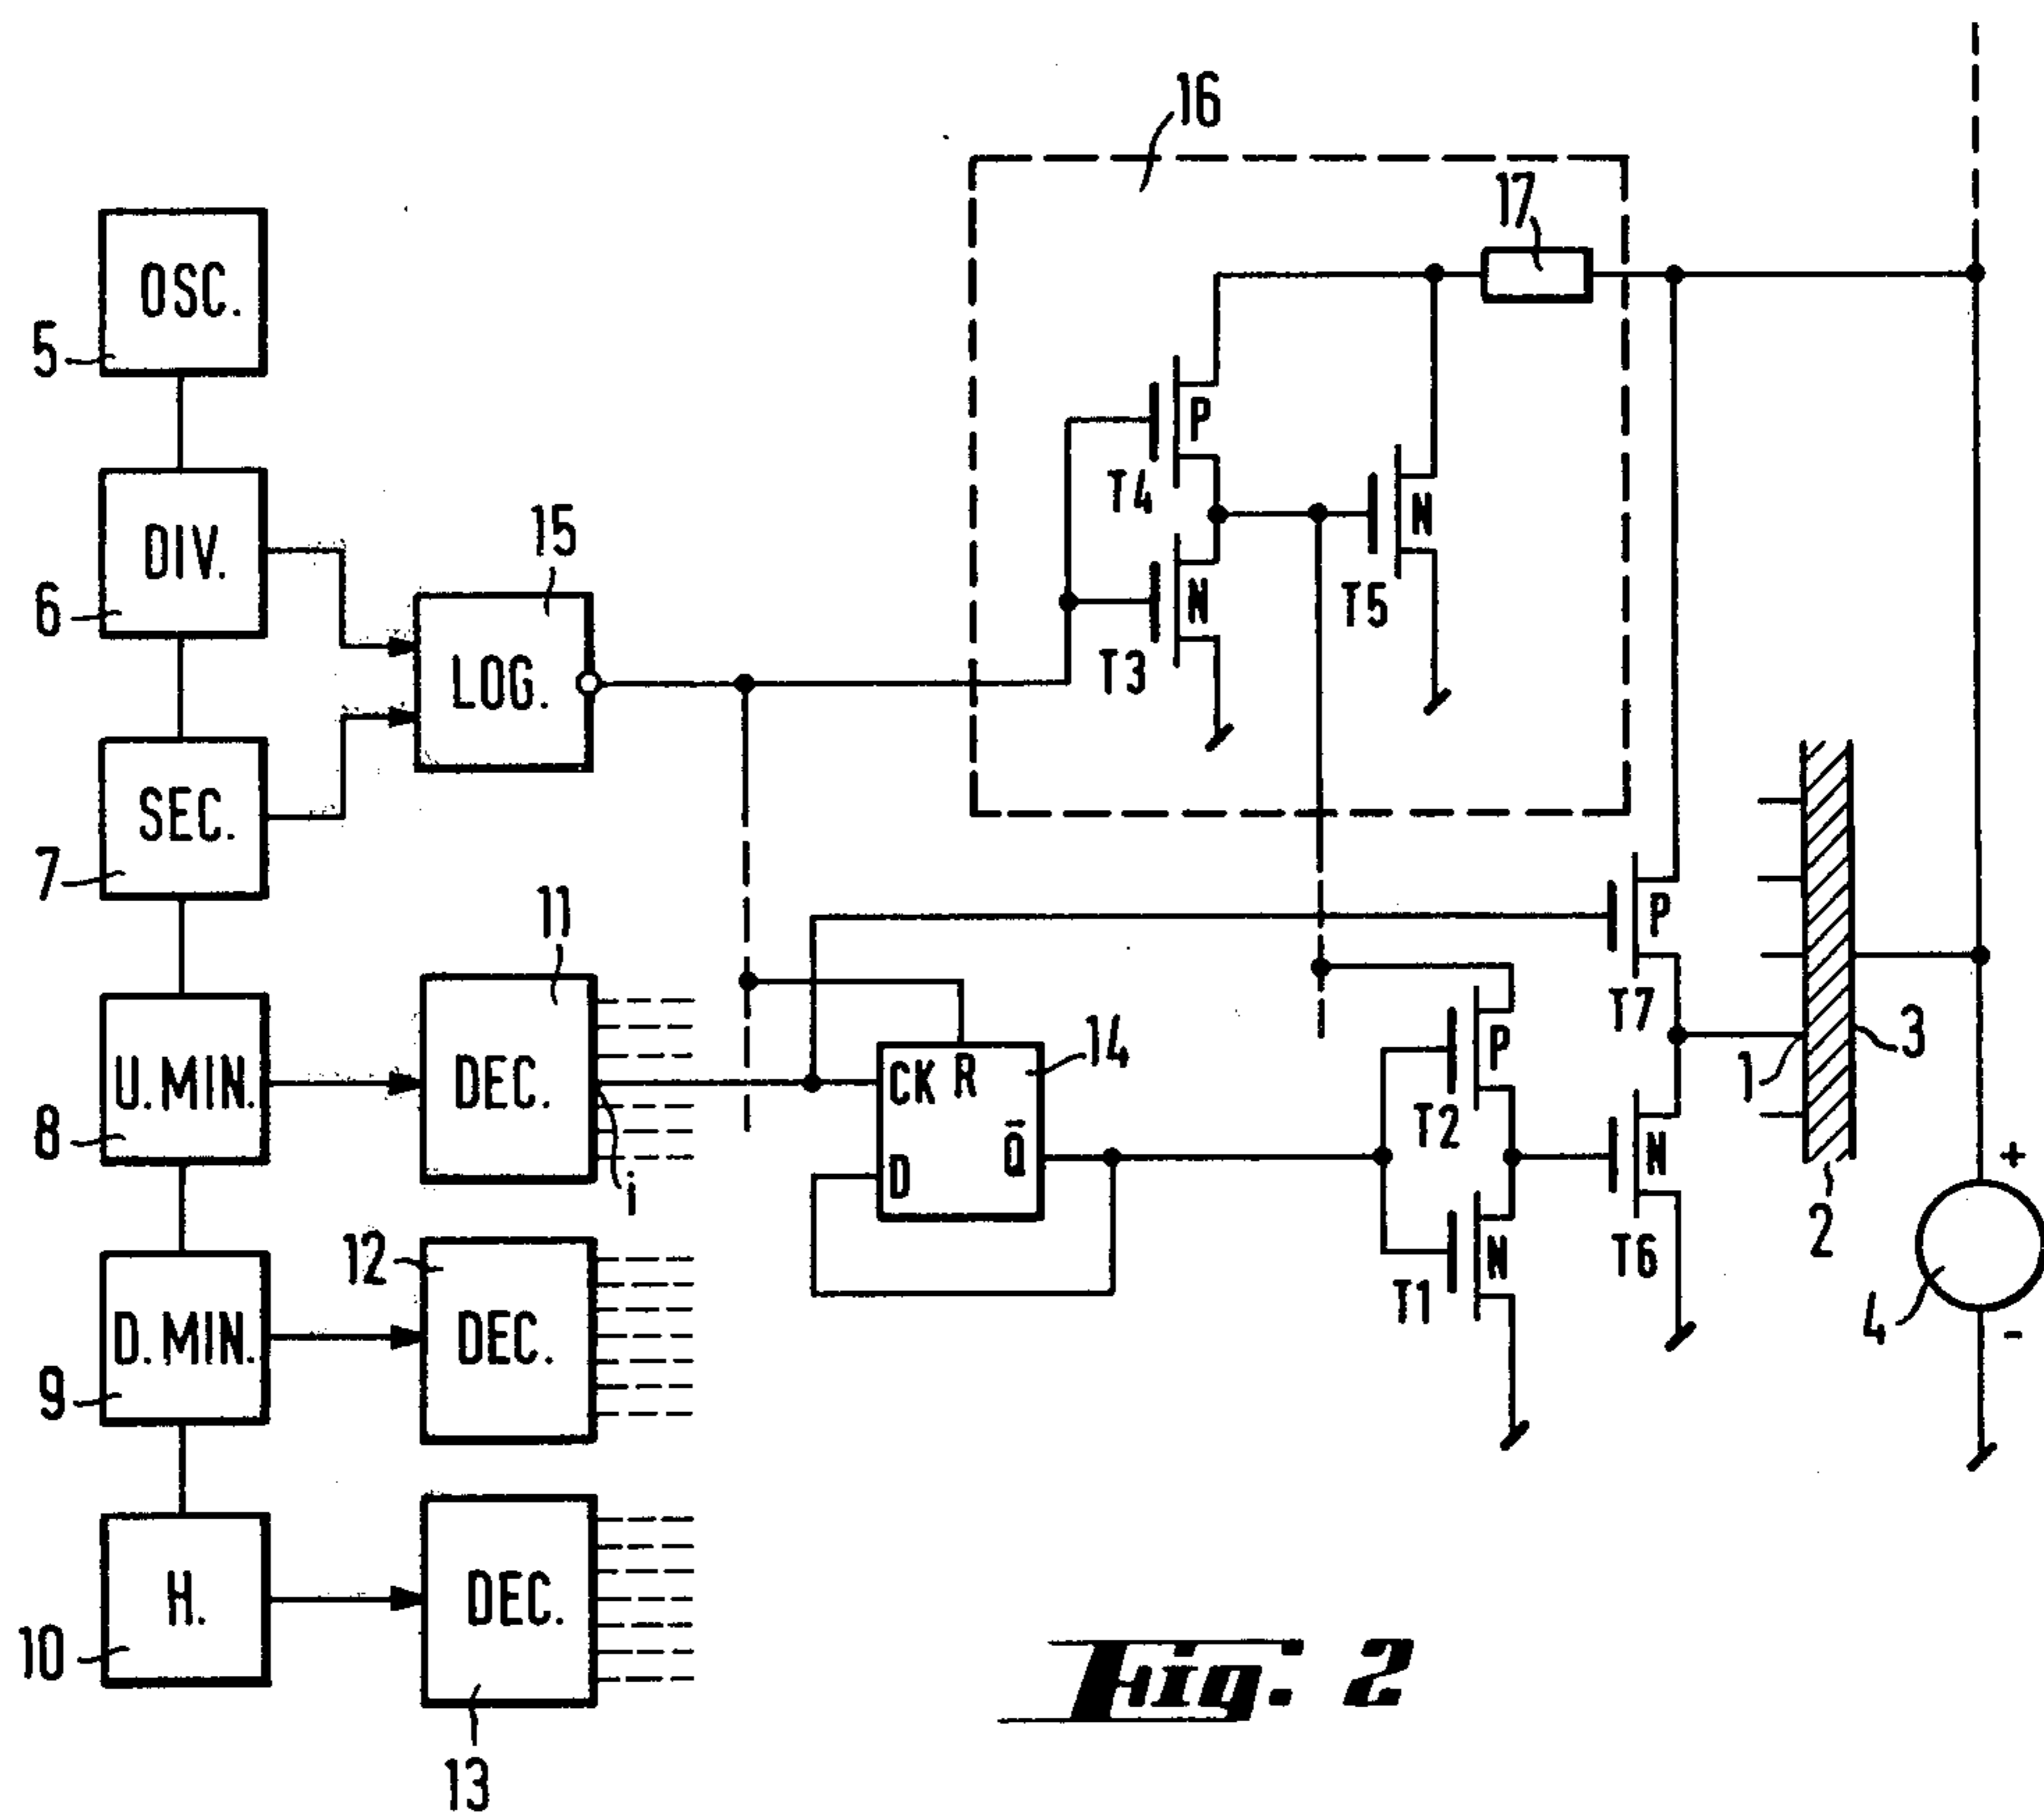 16
17
OSC.
5
P
T4
N
T5
15
DIV.
6
N
T3
LOG.
SEC.
7
11
P
T7
14
3
1
U.MIN.
8
DEC.
i
CK R
D
Q̄
P
T2
N
T6
2
+
12
D.MIN.
9
DEC.
N
T1
4
-
H.
10
DEC.
13
Fig. 2